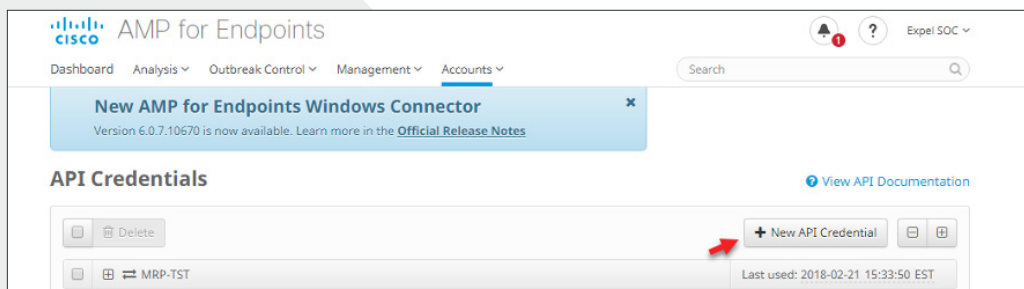 CISCO AMP for Endpoints
1 ? Expel SOC
Dashboard Analysis Outbreak Control Management Accounts Search
New AMP for Endpoints Windows Connector ×
Version 6.0.7.10670 is now available. Learn more in the Official Release Notes
API Credentials
? View API Documentation
Delete + New API Credential
MRP-TST Last used: 2018-02-21 15:33:50 EST